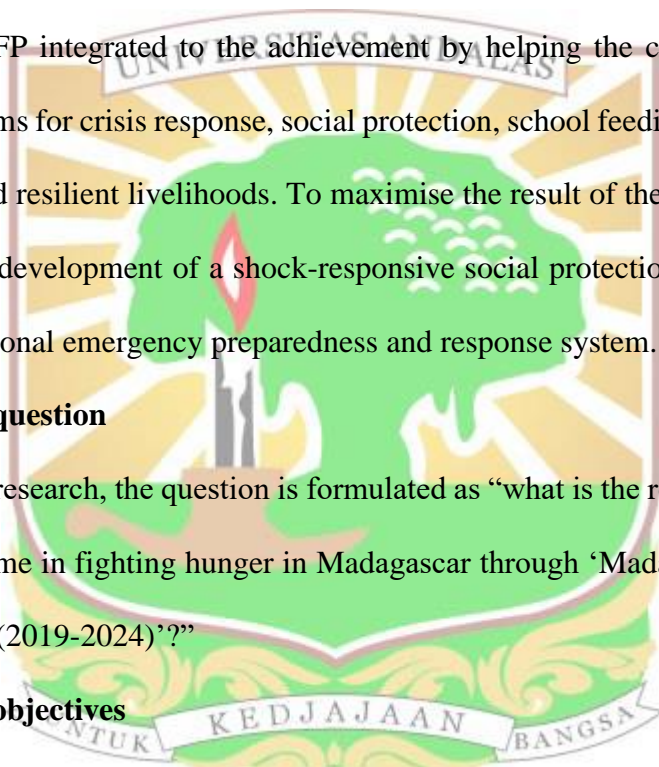 UNIVERSITAS ANDALAS
FP integrated to the achievement by helping the c
ms for crisis response, social protection, school feedi
d resilient livelihoods. To maximise the result of the
development of a shock-responsive social protectio
onal emergency preparedness and response system.
question
research, the question is formulated as “what is the r
me in fighting hunger in Madagascar through ‘Mada
(2019-2024)’?”
objectives
UNTUK KEDJAJAAN BANGSA